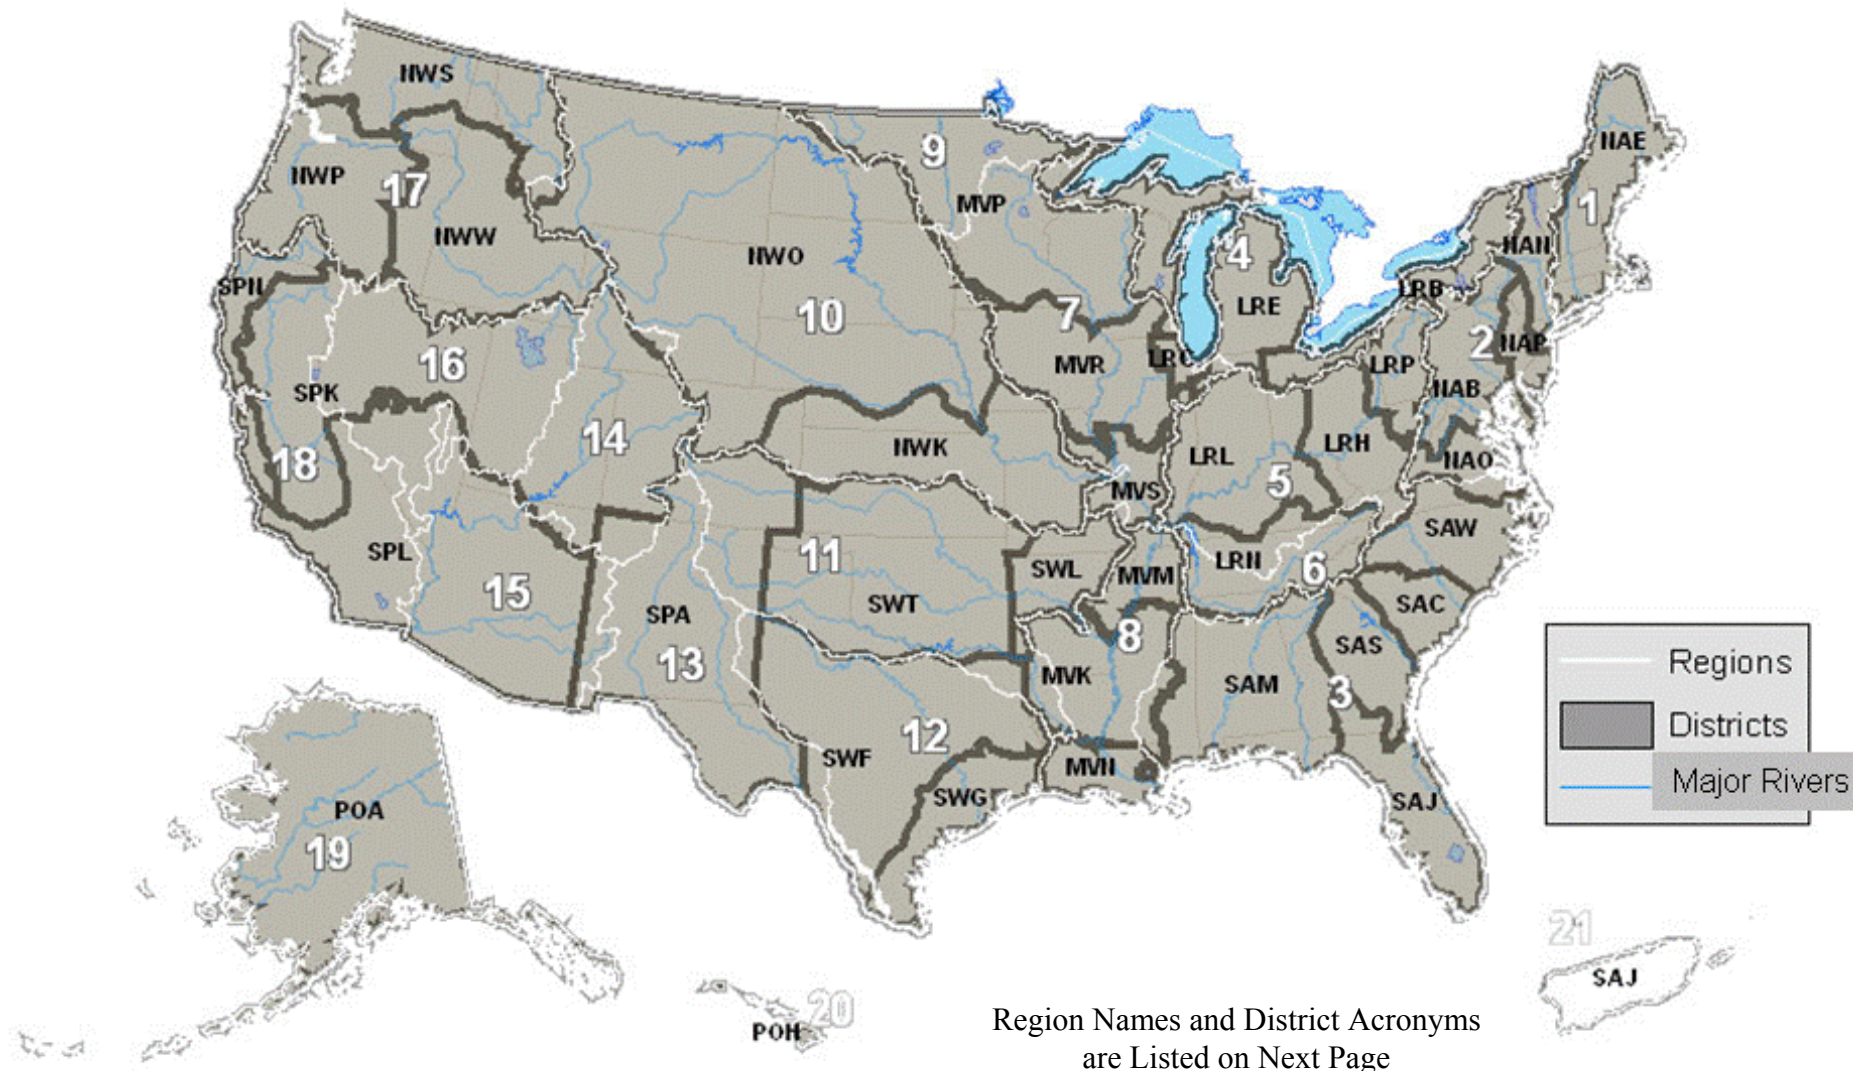 NWS
NAE
9
NWP
17
MVP
1
NWW
4
NAN
NWO
SPN
LRB
LRE
10
7
2
NAP
16
MVR
LRC
LRP
SPK
NAB
14
NWK
LRH
18
LRL
NAO
5
MVS
SAW
SPL
11
LRN
6
SWL
MVM
15
SWT
SAC
SPA
8
SAS
13
MVK
SAM
3
12
SWF
MVN
SWG
SAJ
Regions
Districts
Major Rivers
POA
19
21
SAJ
20
POH
Region Names and District Acronyms
are Listed on Next Page